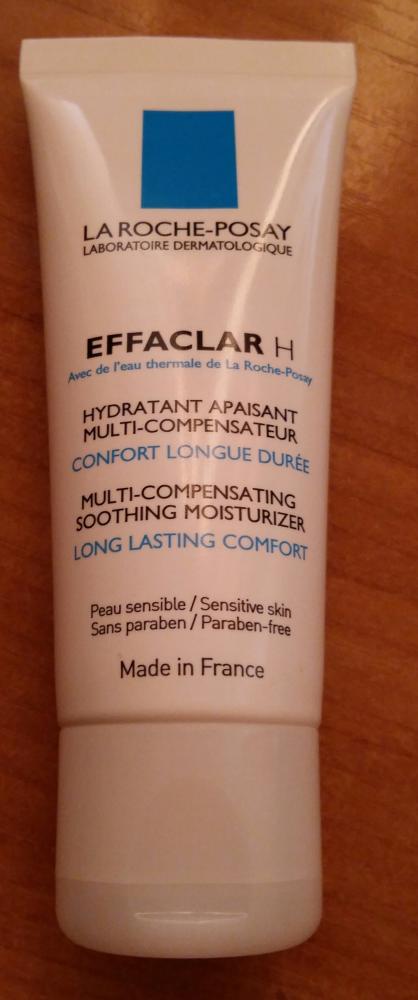 LA ROCHE-POSAY
LABORATOIRE DERMATOLOGIQUE
EFFACLAR H
Avec de l'eau thermale de La Roche-Posay
HYDRATANT APAISANT
MULTI-COMPENSATEUR
CONFORT LONGUE DURÉE
MULTI-COMPENSATING
SOOTHING MOISTURIZER
LONG LASTING COMFORT
Peau sensible / Sensitive skin
Sans paraben / Paraben-free
Made in France